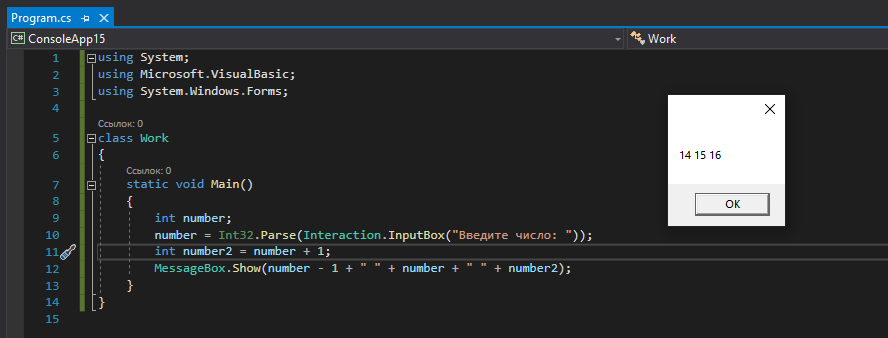 Program.cs
ConsoleApp15 Work
1 using System;
2 using Microsoft.VisualBasic;
3 using System.Windows.Forms;
4
Ссылок: 0
5 class Work
6 {
Ссылок: 0
7 static void Main()
8 {
9 int number;
10 number = Int32.Parse(Interaction.InputBox("Введите число: "));
11 int number2 = number + 1;
12 MessageBox.Show(number - 1 + " " + number + " " + number2);
13 }
14 }
15
14 15 16
OK